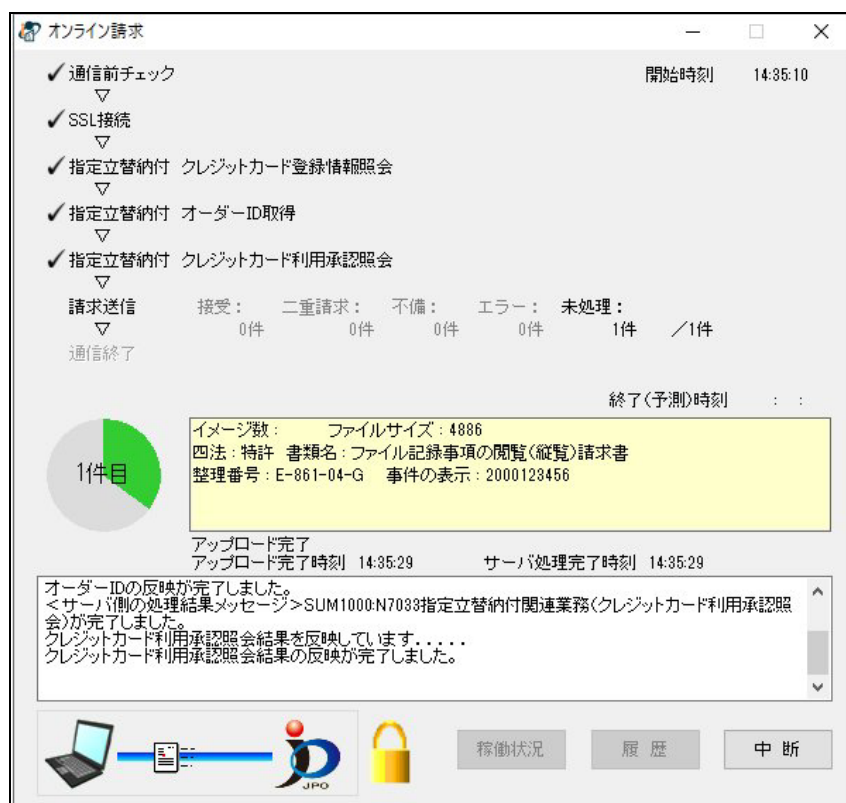 オンライン請求
通信前チェック 開始時刻 14:35:10
SSL接続
指定立替納付 クレジットカード登録情報照会
指定立替納付 オーダーID取得
指定立替納付 クレジットカード利用承認照会
請求送信 接受: 二重請求: 不備: エラー: 未処理:
0件 0件 0件 0件 1件 /1件
通信終了
終了(予測)時刻 : :
1件目
イメージ数: ファイルサイズ:4886
四法:特許 書類名:ファイル記録事項の閲覧(縦覧)請求書
整理番号:E-861-04-G 事件の表示:2000123456
アップロード完了
アップロード完了時刻 14:35:29 サーバ処理完了時刻 14:35:29
オーダーIDの反映が完了しました。
<サーバ側の処理結果メッセージ>SUM1000:N7033指定立替納付関連業務(クレジットカード利用承認照
会)が完了しました。
クレジットカード利用承認照会結果を反映しています.....
クレジットカード利用承認照会結果の反映が完了しました。
JPO
稼働状況 履 歴 中 断